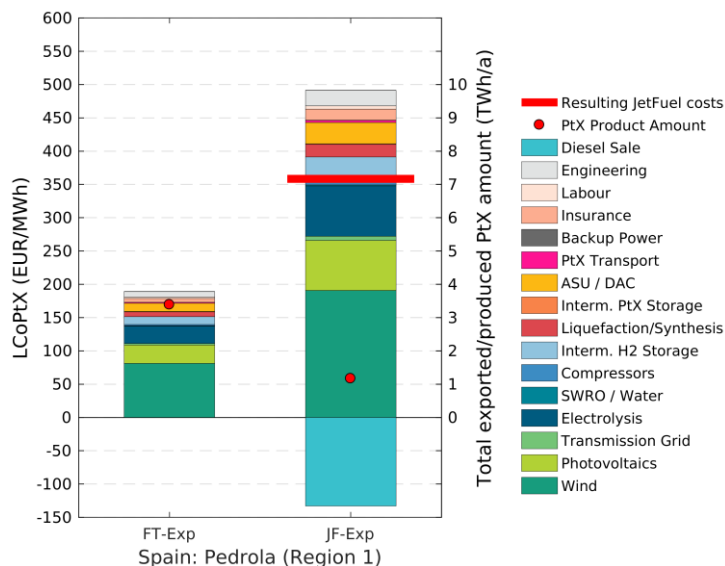 LCoPtX (EUR/MWh)
600
550
500
450
400
350
300
250
200
150
100
50
0
-50
-100
-150
FT-Exp
JF-Exp
Spain: Pedrola (Region 1)
10
9
8
7
6
5
4
3
2
1
0
Total exported/produced PtX amount (TWh/a)
Resulting JetFuel costs
PtX Product Amount
Diesel Sale
Engineering
Labour
Insurance
Backup Power
PtX Transport
ASU / DAC
Interm. PtX Storage
Liquefaction/Synthesis
Interm. H2 Storage
Compressors
SWRO / Water
Electrolysis
Transmission Grid
Photovoltaics
Wind